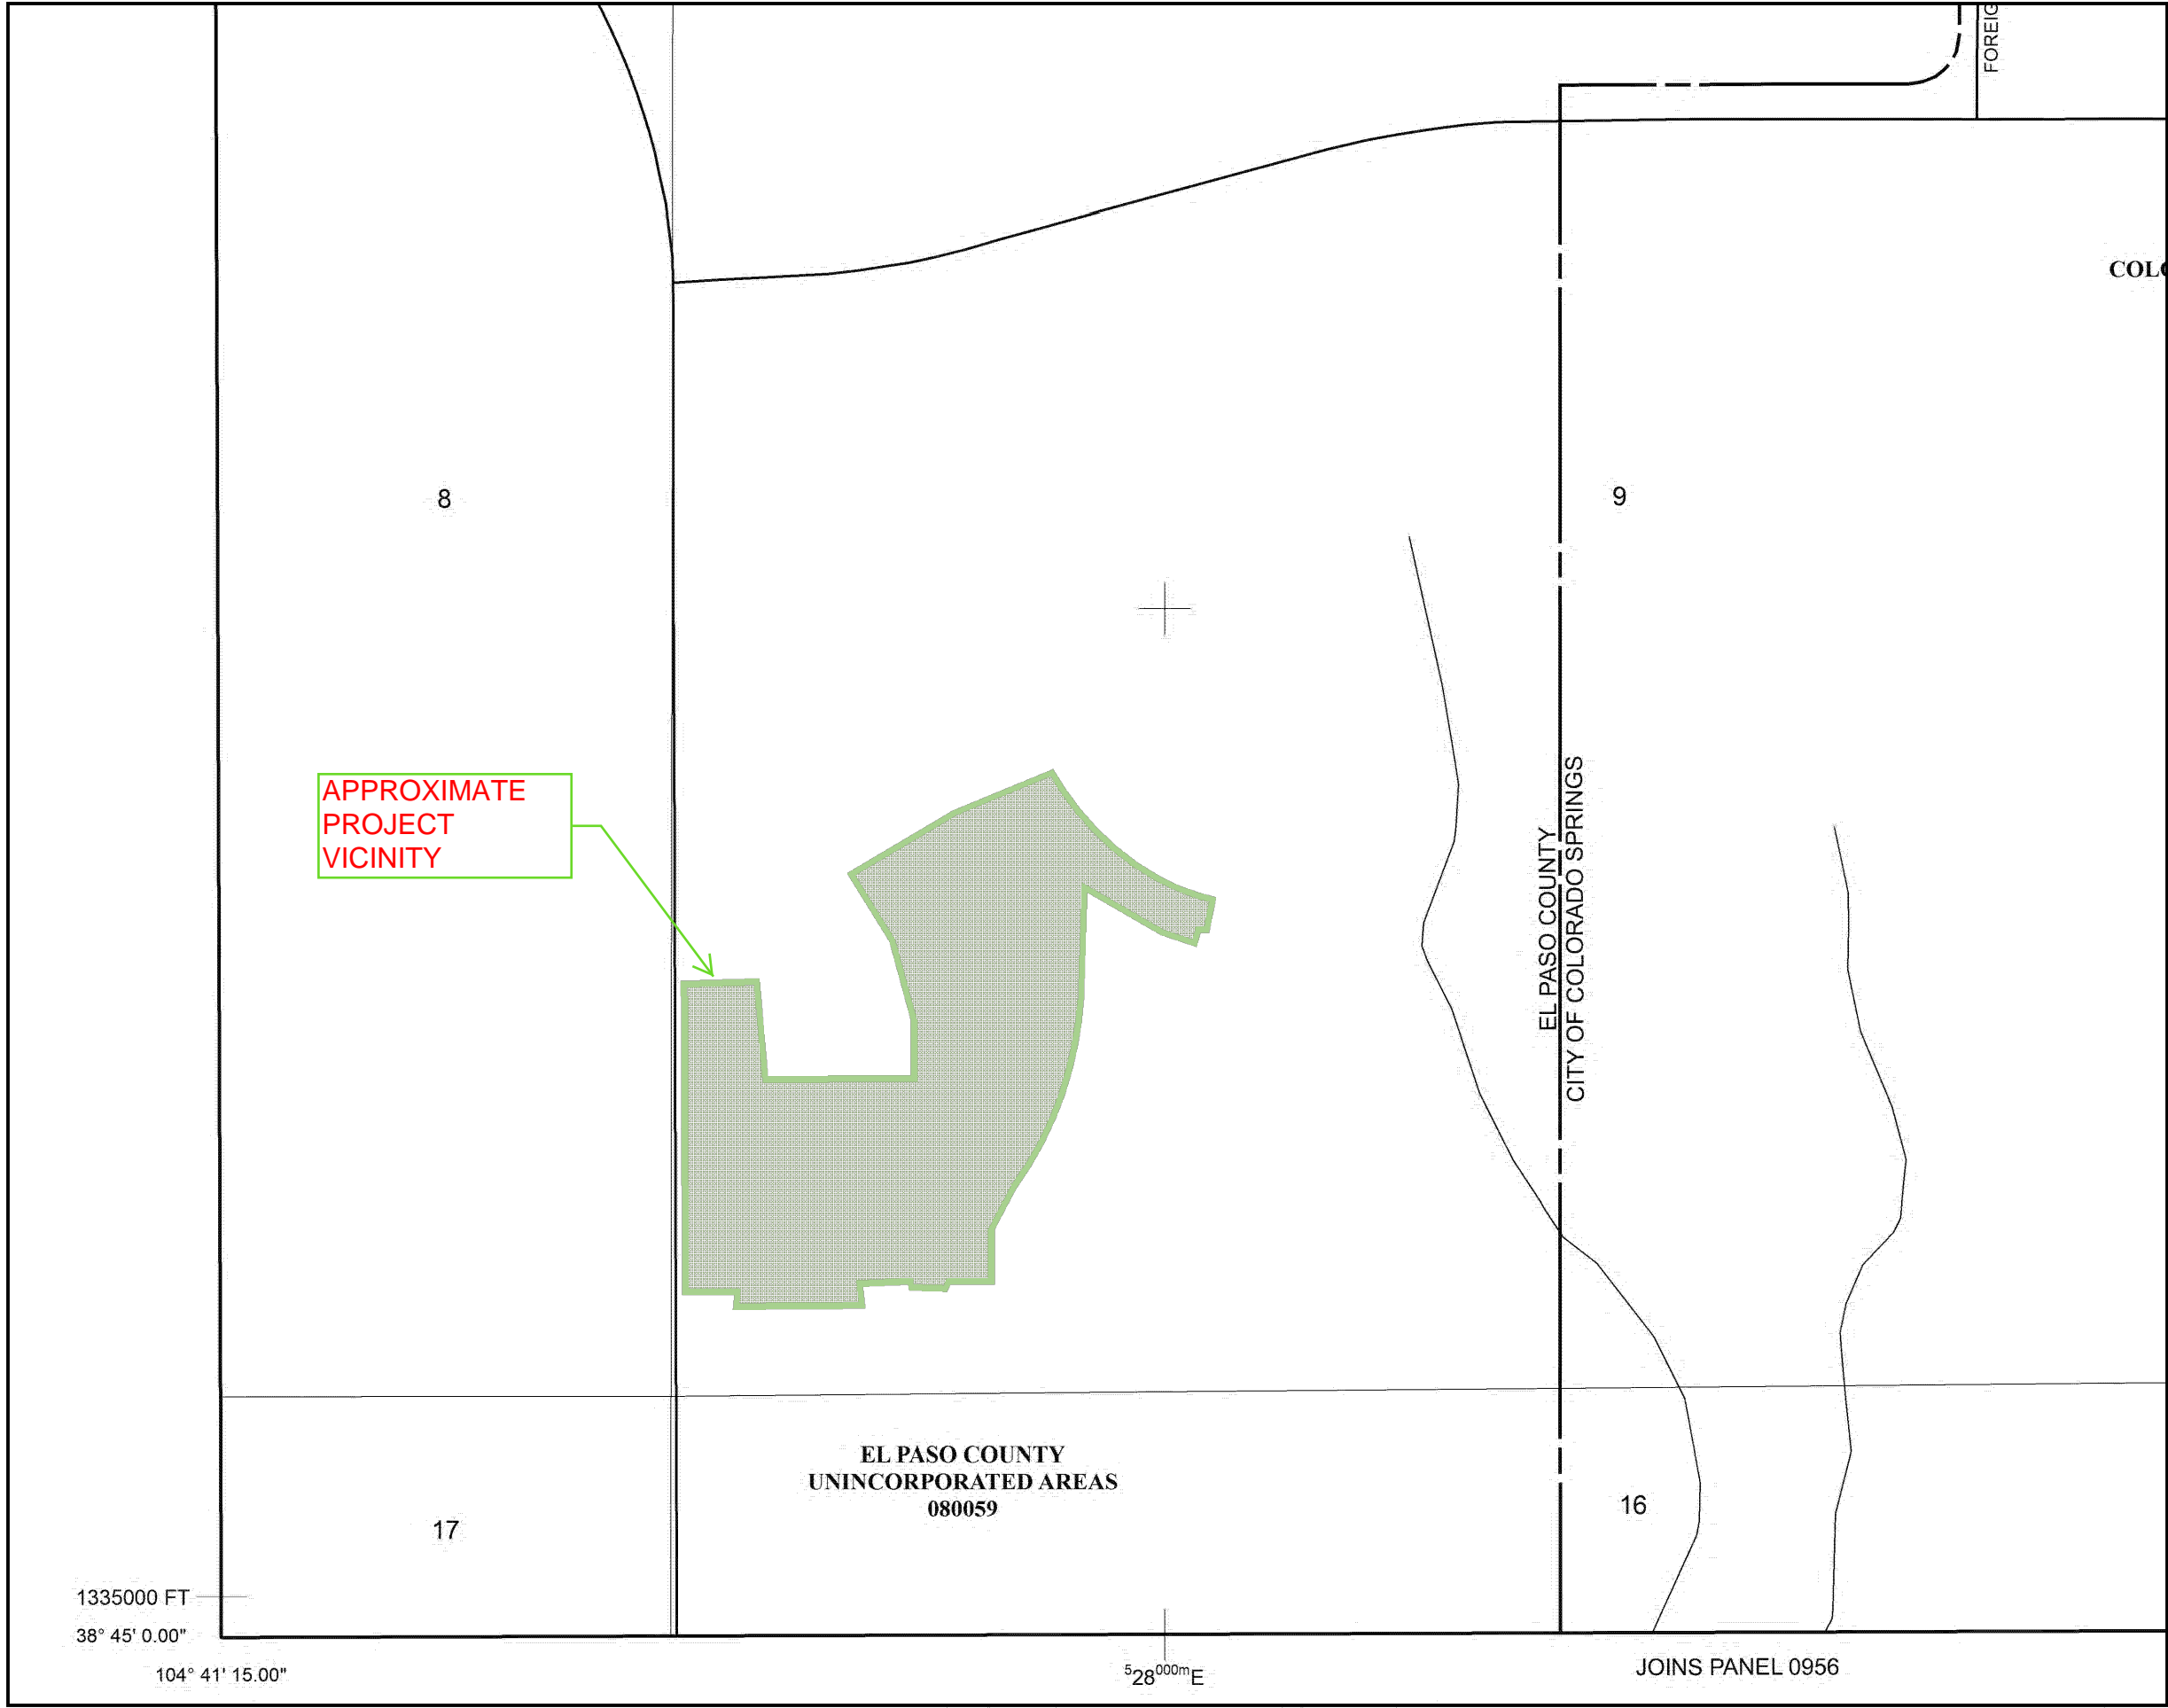 FOREIG
COLO
8
9
APPROXIMATE
PROJECT
VICINITY
EL PASO COUNTY
CITY OF COLORADO SPRINGS
EL PASO COUNTY
UNINCORPORATED AREAS
080059
17
16
1335000 FT
38° 45' 0.00"
104° 41' 15.00"
⁵28⁰⁰⁰ᵐE
JOINS PANEL 0956